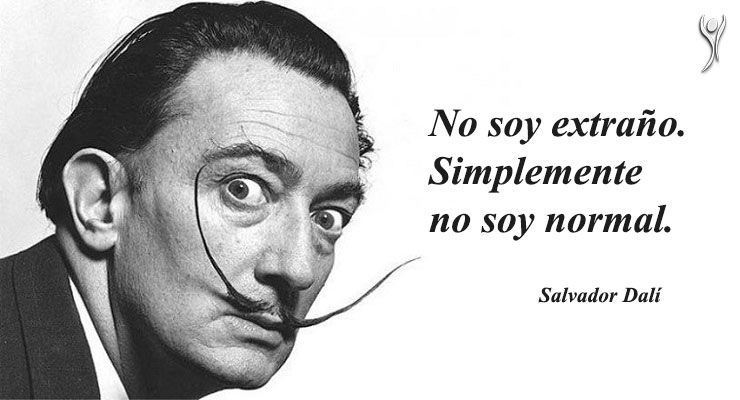 No soy extraño.
Simplemente
no soy normal.
Salvador Dalí